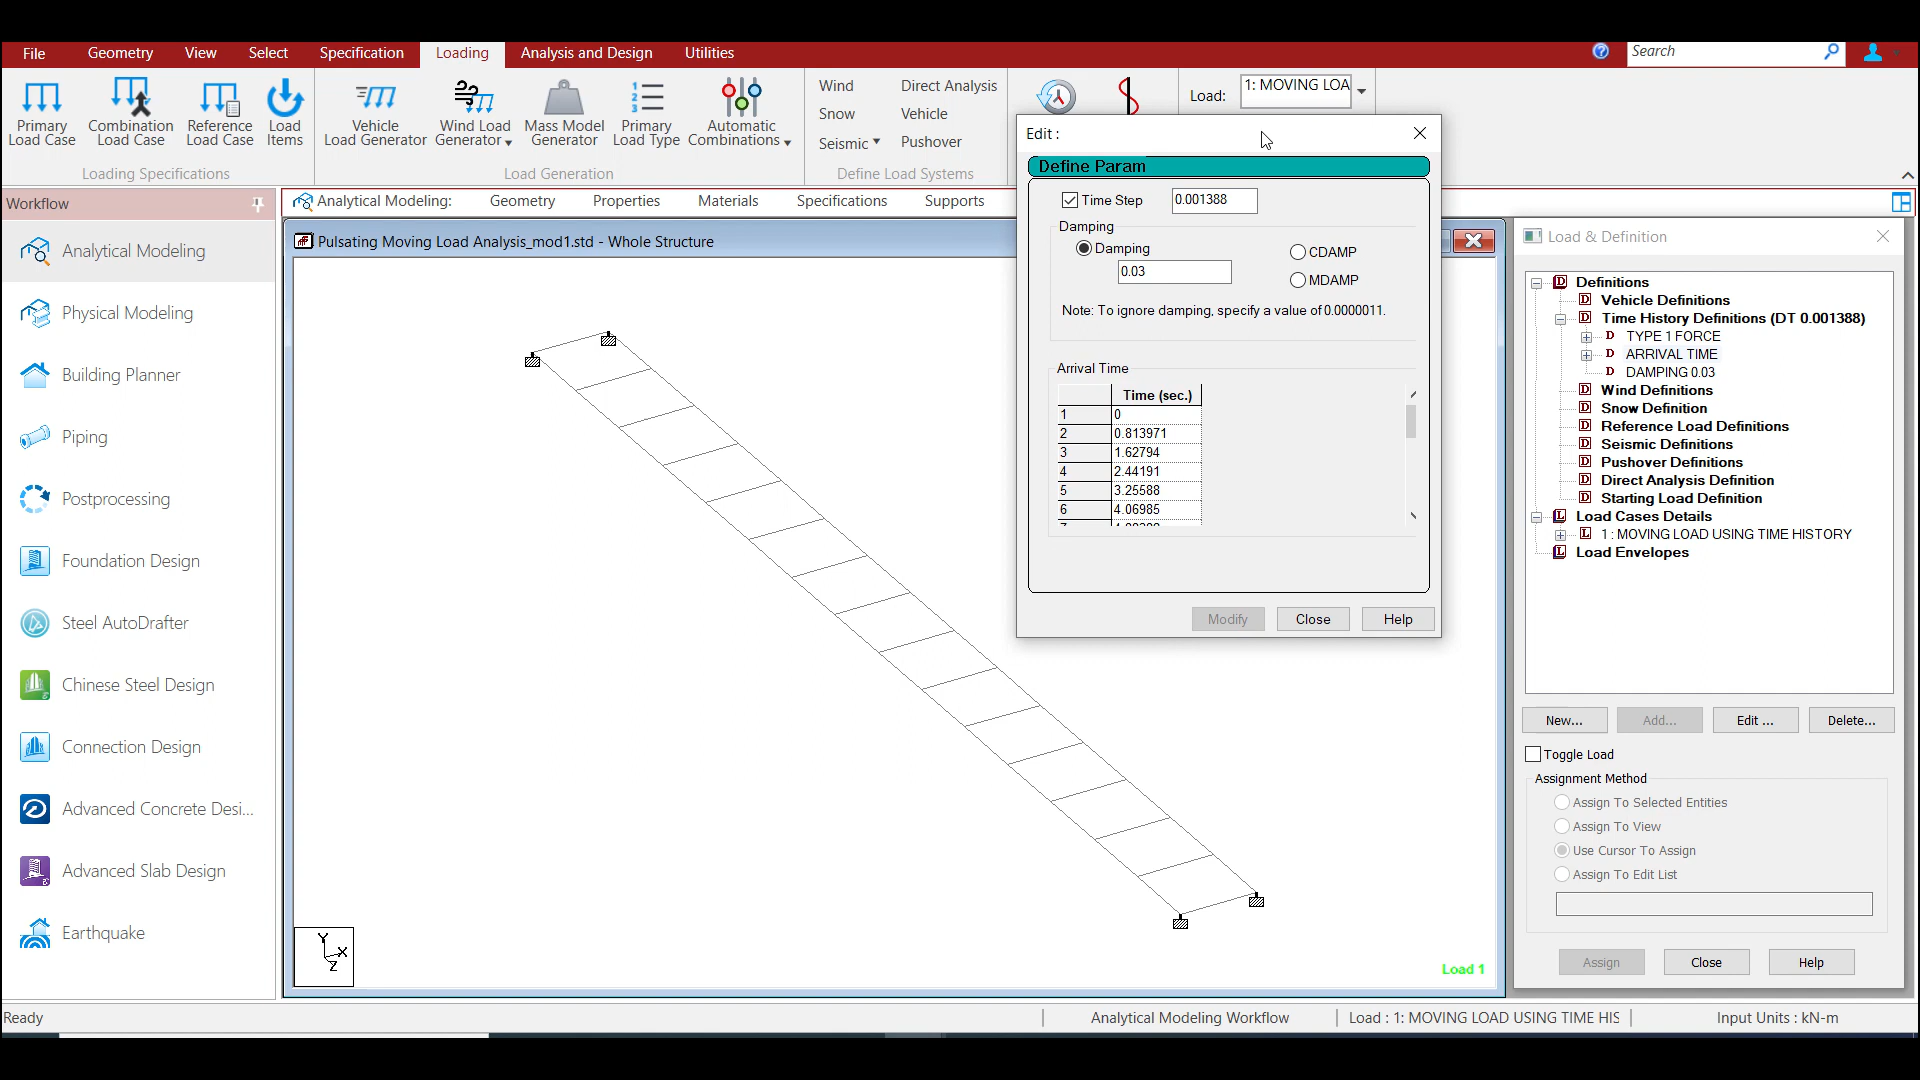 File
Geometry
View
Select
Specification
Loading
Analysis and Design
Utilities
Search
Primary
Load Case
Combination
Load Case
Reference
Load Case
Load
Items
Loading Specifications
Vehicle
Load Generator
Wind Load
Generator
Mass Model
Generator
Primary
Load Type
Automatic
Combinations
Load Generation
Wind
Snow
Seismic
Direct Analysis
Vehicle
Pushover
Define Load Systems
Load:
1: MOVING LOA
Workflow
Analytical Modeling
Physical Modeling
Building Planner
Piping
Postprocessing
Foundation Design
Steel AutoDrafter
Chinese Steel Design
Connection Design
Advanced Concrete Desi...
Advanced Slab Design
Earthquake
Analytical Modeling:
Geometry
Properties
Materials
Specifications
Supports
Pulsating Moving Load Analysis_mod1.std - Whole Structure
Y
X
Z
Load 1
Edit :
Define Param
Time Step
0.001388
Damping
Damping
0.03
CDAMP
MDAMP
Note: To ignore damping, specify a value of 0.0000011.
Arrival Time
Time (sec.)
1 0
2 0.813971
3 1.62794
4 2.44191
5 3.25588
6 4.06985
Modify
Close
Help
Load & Definition
Definitions
Vehicle Definitions
Time History Definitions (DT 0.001388)
TYPE 1 FORCE
ARRIVAL TIME
DAMPING 0.03
Wind Definitions
Snow Definition
Reference Load Definitions
Seismic Definitions
Pushover Definitions
Direct Analysis Definition
Starting Load Definition
Load Cases Details
1 : MOVING LOAD USING TIME HISTORY
Load Envelopes
New...
Add...
Edit ...
Delete...
Toggle Load
Assignment Method
Assign To Selected Entities
Assign To View
Use Cursor To Assign
Assign To Edit List
Assign
Close
Help
Ready
Analytical Modeling Workflow
Load : 1: MOVING LOAD USING TIME HIS
Input Units : kN-m